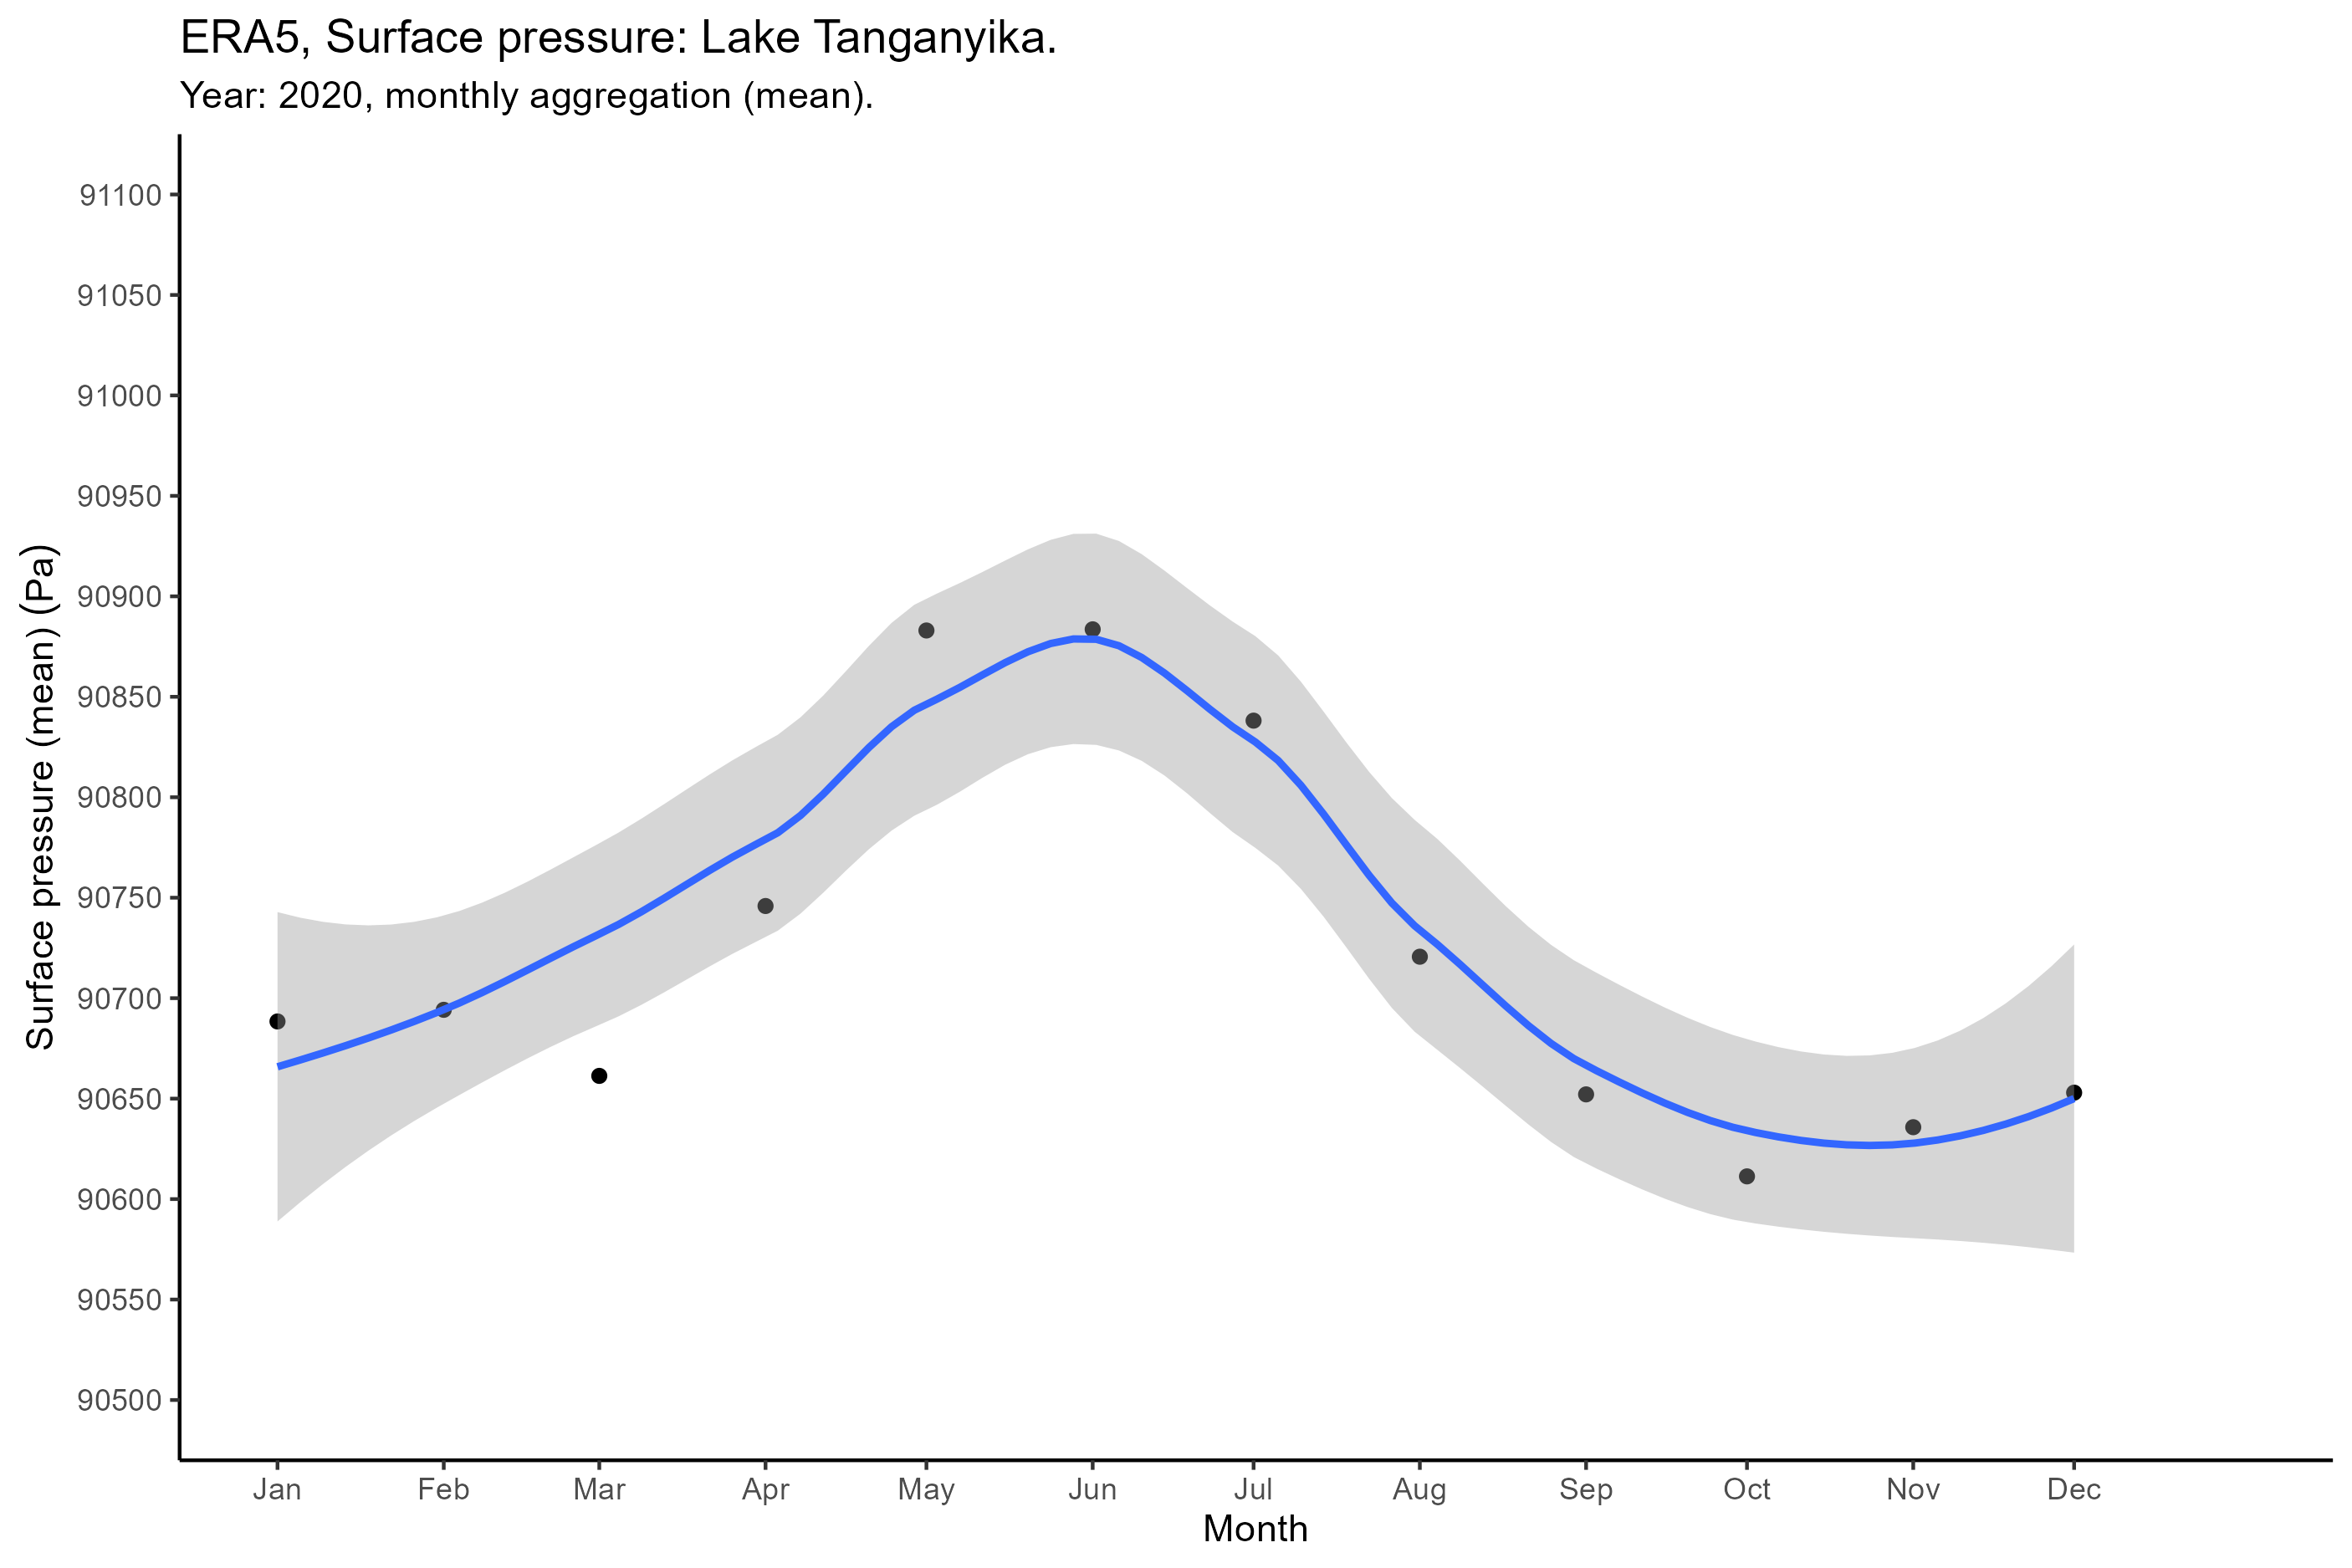 ERA5, Surface pressure: Lake Tanganyika.
Year: 2020, monthly aggregation (mean).
Surface pressure (mean) (Pa)
91100
91050
91000
90950
90900
90850
90800
90750
90700
90650
90600
90550
90500
Jan Feb Mar Apr May Jun Jul Aug Sep Oct Nov Dec
Month